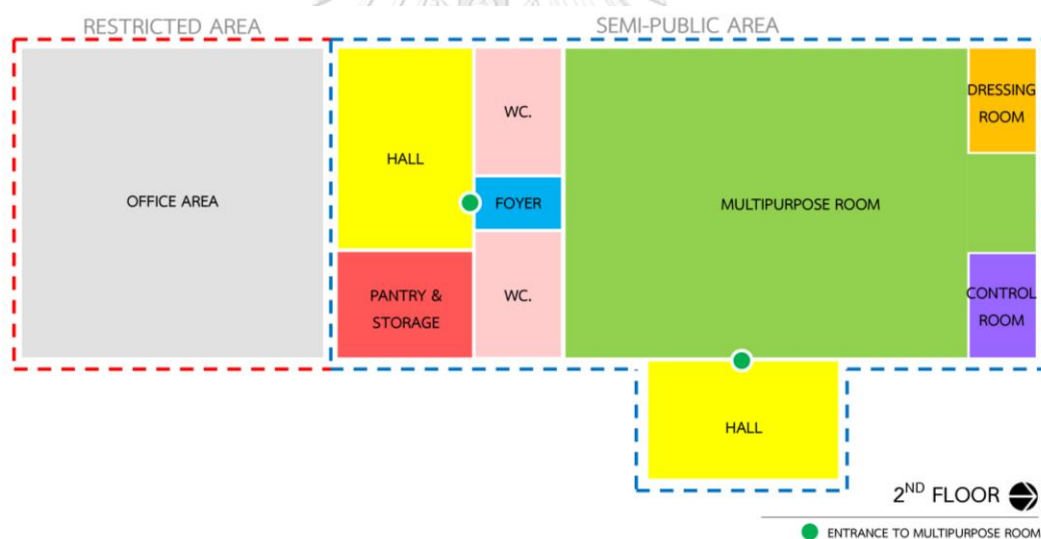 RESTRICTED AREA
SEMI-PUBLIC AREA
OFFICE AREA
HALL
WC.
FOYER
PANTRY &
STORAGE
WC.
MULTIPURPOSE ROOM
DRESSING
ROOM
CONTROL
ROOM
HALL
2ND FLOOR
ENTRANCE TO MULTIPURPOSE ROOM